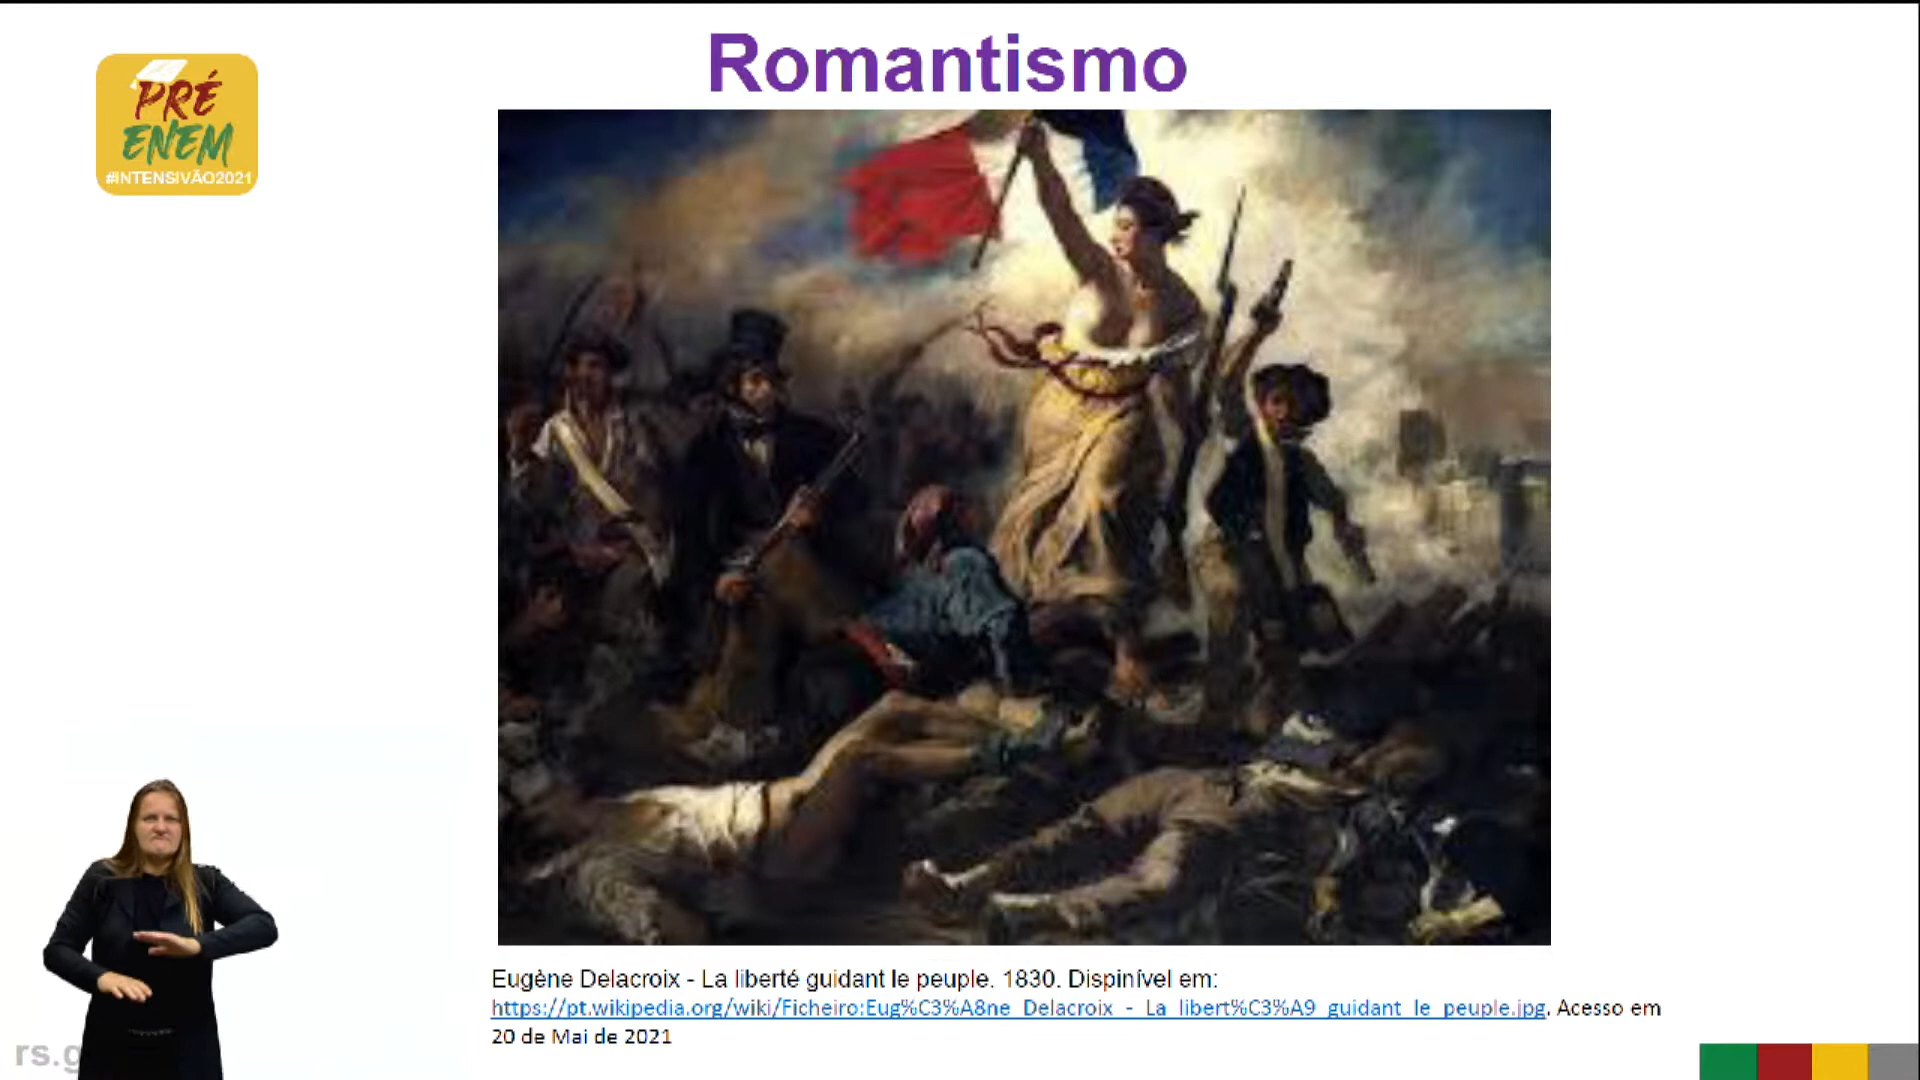 Romantismo
PRÉ
ENEM
#INTENSIVÃO2021
Eugène Delacroix - La liberté guidant le peuple. 1830. Dispinível em:
https://pt.wikipedia.org/wiki/Ficheiro:Eug%C3%A8ne_Delacroix_-_La_libert%C3%A9_guidant_le_peuple.jpg. Acesso em
20 de Mai de 2021
rs.g